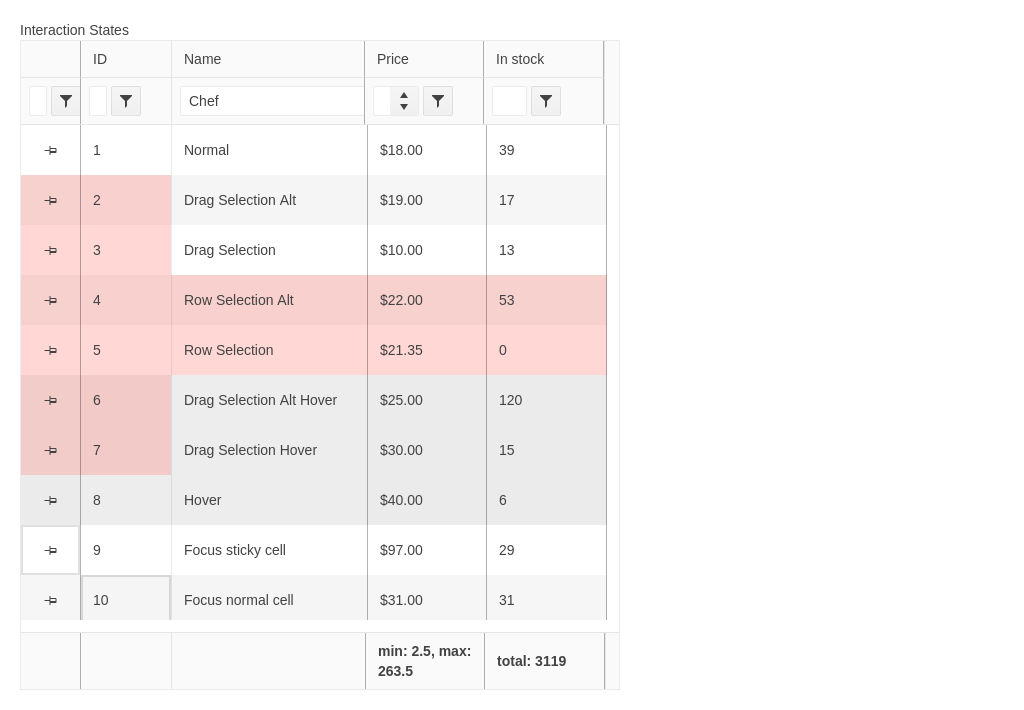 Interaction States
ID Name Price In stock
Chef
1 Normal $18.00 39
2 Drag Selection Alt $19.00 17
3 Drag Selection $10.00 13
4 Row Selection Alt $22.00 53
5 Row Selection $21.35 0
6 Drag Selection Alt Hover $25.00 120
7 Drag Selection Hover $30.00 15
8 Hover $40.00 6
9 Focus sticky cell $97.00 29
10 Focus normal cell $31.00 31
min: 2.5, max:
263.5
total: 3119